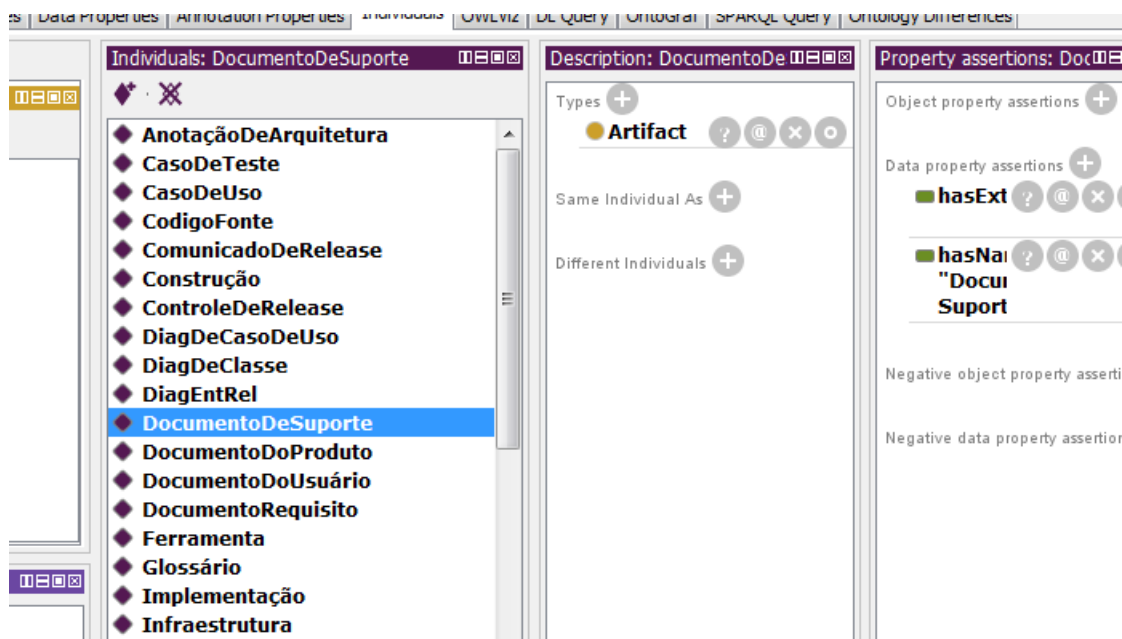 es Data Properties Annotation Properties Individuals OWLViz DL Query OntoGraf SPARQL Query Ontology Differences
Individuals: DocumentoDeSuporte
AnotaçãoDeArquitetura
CasoDeTeste
CasoDeUso
CodigoFonte
ComunicadoDeRelease
Construção
ControleDeRelease
DiagDeCasoDeUso
DiagDeClasse
DiagEntRel
DocumentoDeSuporte
DocumentoDoProduto
DocumentoDoUsuário
DocumentoRequisito
Ferramenta
Glossário
Implementação
Infraestrutura
Description: DocumentoDe
Types
Artifact
Same Individual As
Different Individuals
Property assertions: Doc
Object property assertions
Data property assertions
hasExt
hasNa
"Docu
Suport
Negative object property asserti
Negative data property assertion